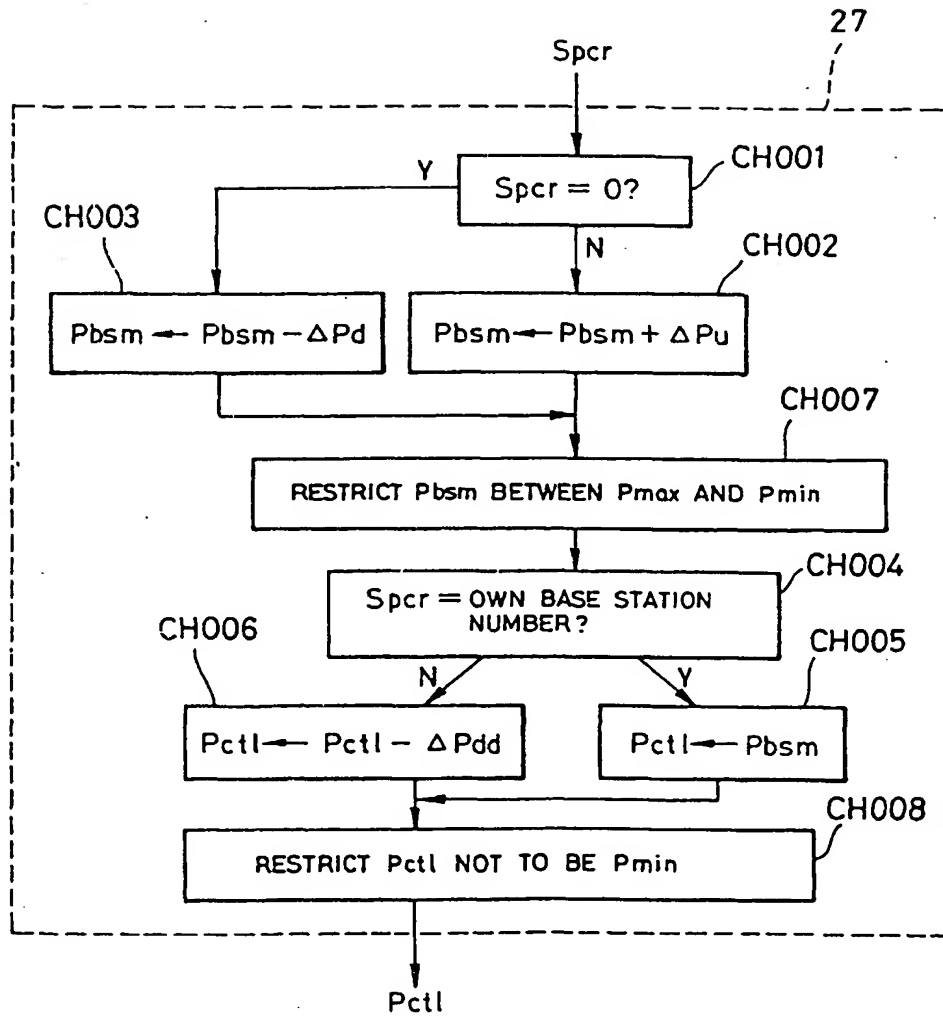 27
Spcr
CH001
Y
Spcr = 0?
CH003
N
CH002
Pbsm ← Pbsm − ΔPd
Pbsm ← Pbsm + ΔPu
CH007
RESTRICT Pbsm BETWEEN Pmax AND Pmin
CH004
Spcr = OWN BASE STATION
NUMBER?
CH006
CH005
N
Y
Pctl ← Pctl − ΔPdd
Pctl ← Pbsm
CH008
RESTRICT Pctl NOT TO BE Pmin
Pctl